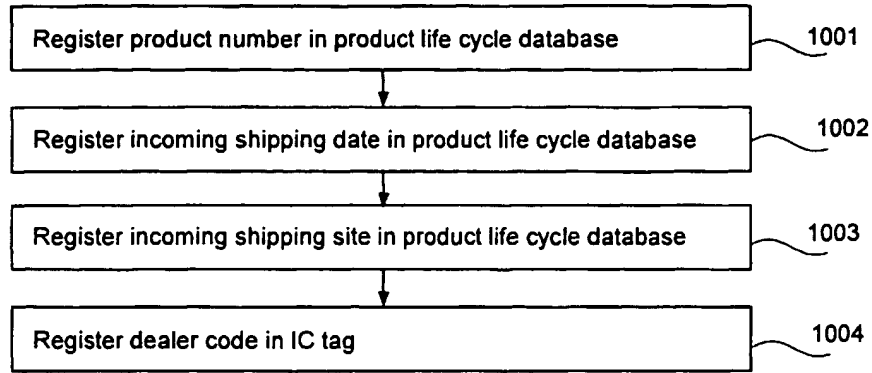 Register product number in product life cycle database
1001
Register incoming shipping date in product life cycle database
1002
Register incoming shipping site in product life cycle database
1003
Register dealer code in IC tag
1004